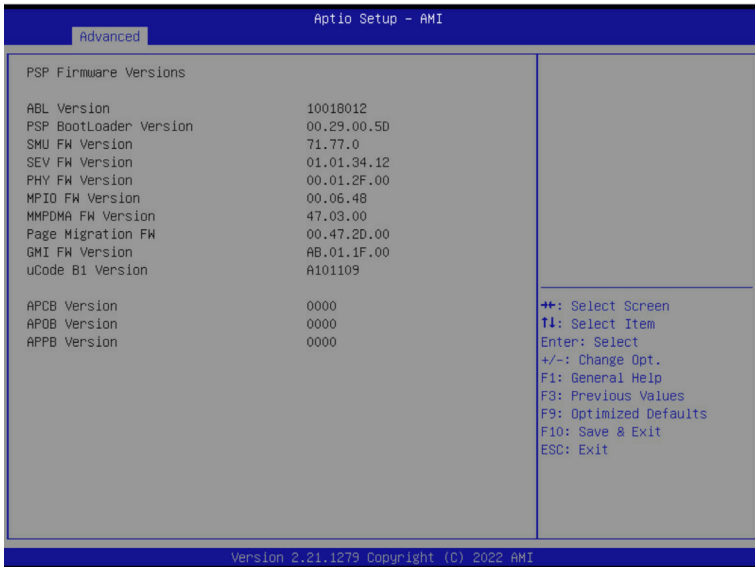 Aptio Setup – AMI
Advanced
PSP Firmware Versions
ABL Version 10018012
PSP BootLoader Version 00.29.00.5D
SMU FW Version 71.77.0
SEV FW Version 01.01.34.12
PHY FW Version 00.01.2F.00
MPIO FW Version 00.06.48
MMPDMA FW Version 47.03.00
Page Migration FW 00.47.2D.00
GMI FW Version AB.01.1F.00
uCode B1 Version A101109
APCB Version 0000
APOB Version 0000
APPB Version 0000
→←: Select Screen
↑↓: Select Item
Enter: Select
+/-: Change Opt.
F1: General Help
F3: Previous Values
F9: Optimized Defaults
F10: Save & Exit
ESC: Exit
Version 2.21.1279 Copyright (C) 2022 AMI